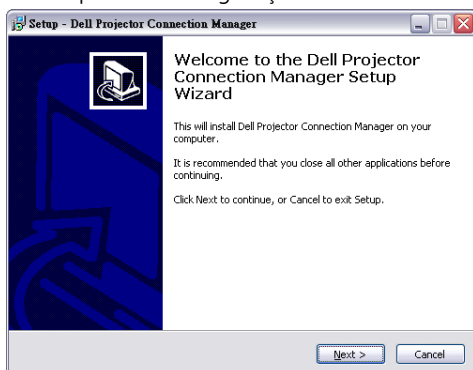 Setup - Dell Projector Connection Manager
Welcome to the Dell Projector
Connection Manager Setup
Wizard
This will install Dell Projector Connection Manager on your
computer.
It is recommended that you close all other applications before
continuing.
Click Next to continue, or Cancel to exit Setup.
Next >
Cancel